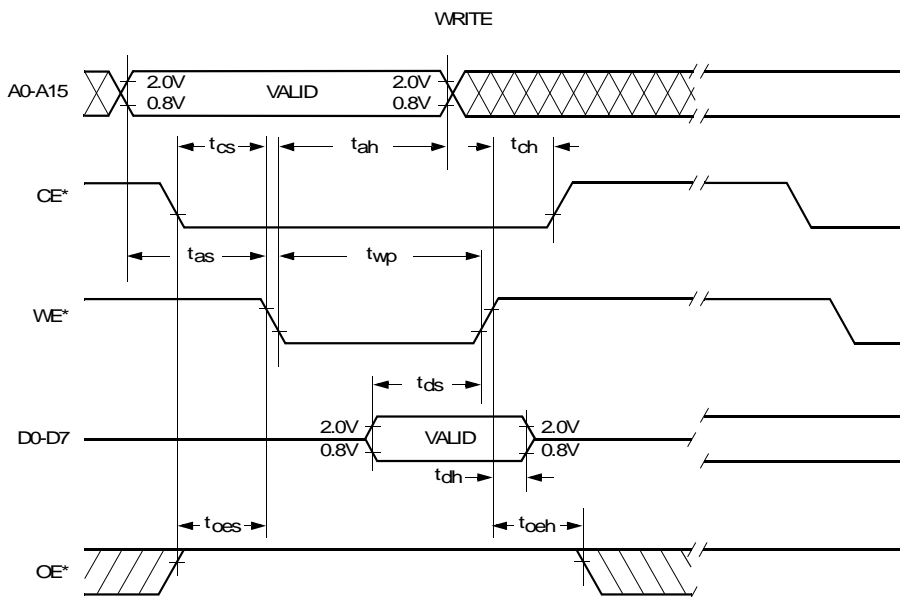 WRITE
A0-A15
2.0V VALID 2.0V
0.8V 0.8V
tcs tah tch
CE*
tas twp
WE*
tds
D0-D7
2.0V VALID 2.0V
0.8V 0.8V
tdh
toes toeh
OE*